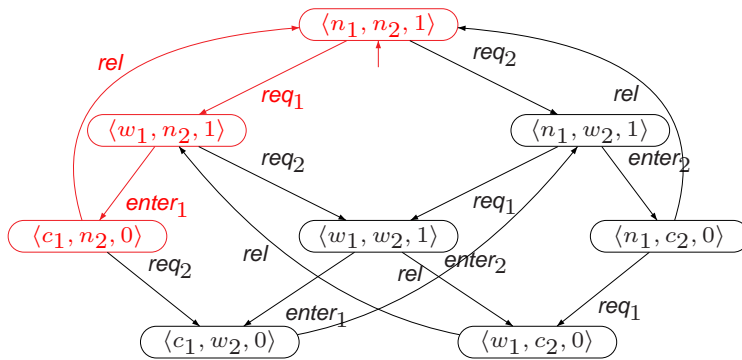 ⟨n₁, n₂, 1⟩
rel
req₂
rel
req₁
⟨w₁, n₂, 1⟩
⟨n₁, w₂, 1⟩
req₂
enter₂
enter₁
req₁
⟨c₁, n₂, 0⟩
⟨w₁, w₂, 1⟩
⟨n₁, c₂, 0⟩
req₂
rel
rel
enter₂
enter₁
req₁
⟨c₁, w₂, 0⟩
⟨w₁, c₂, 0⟩